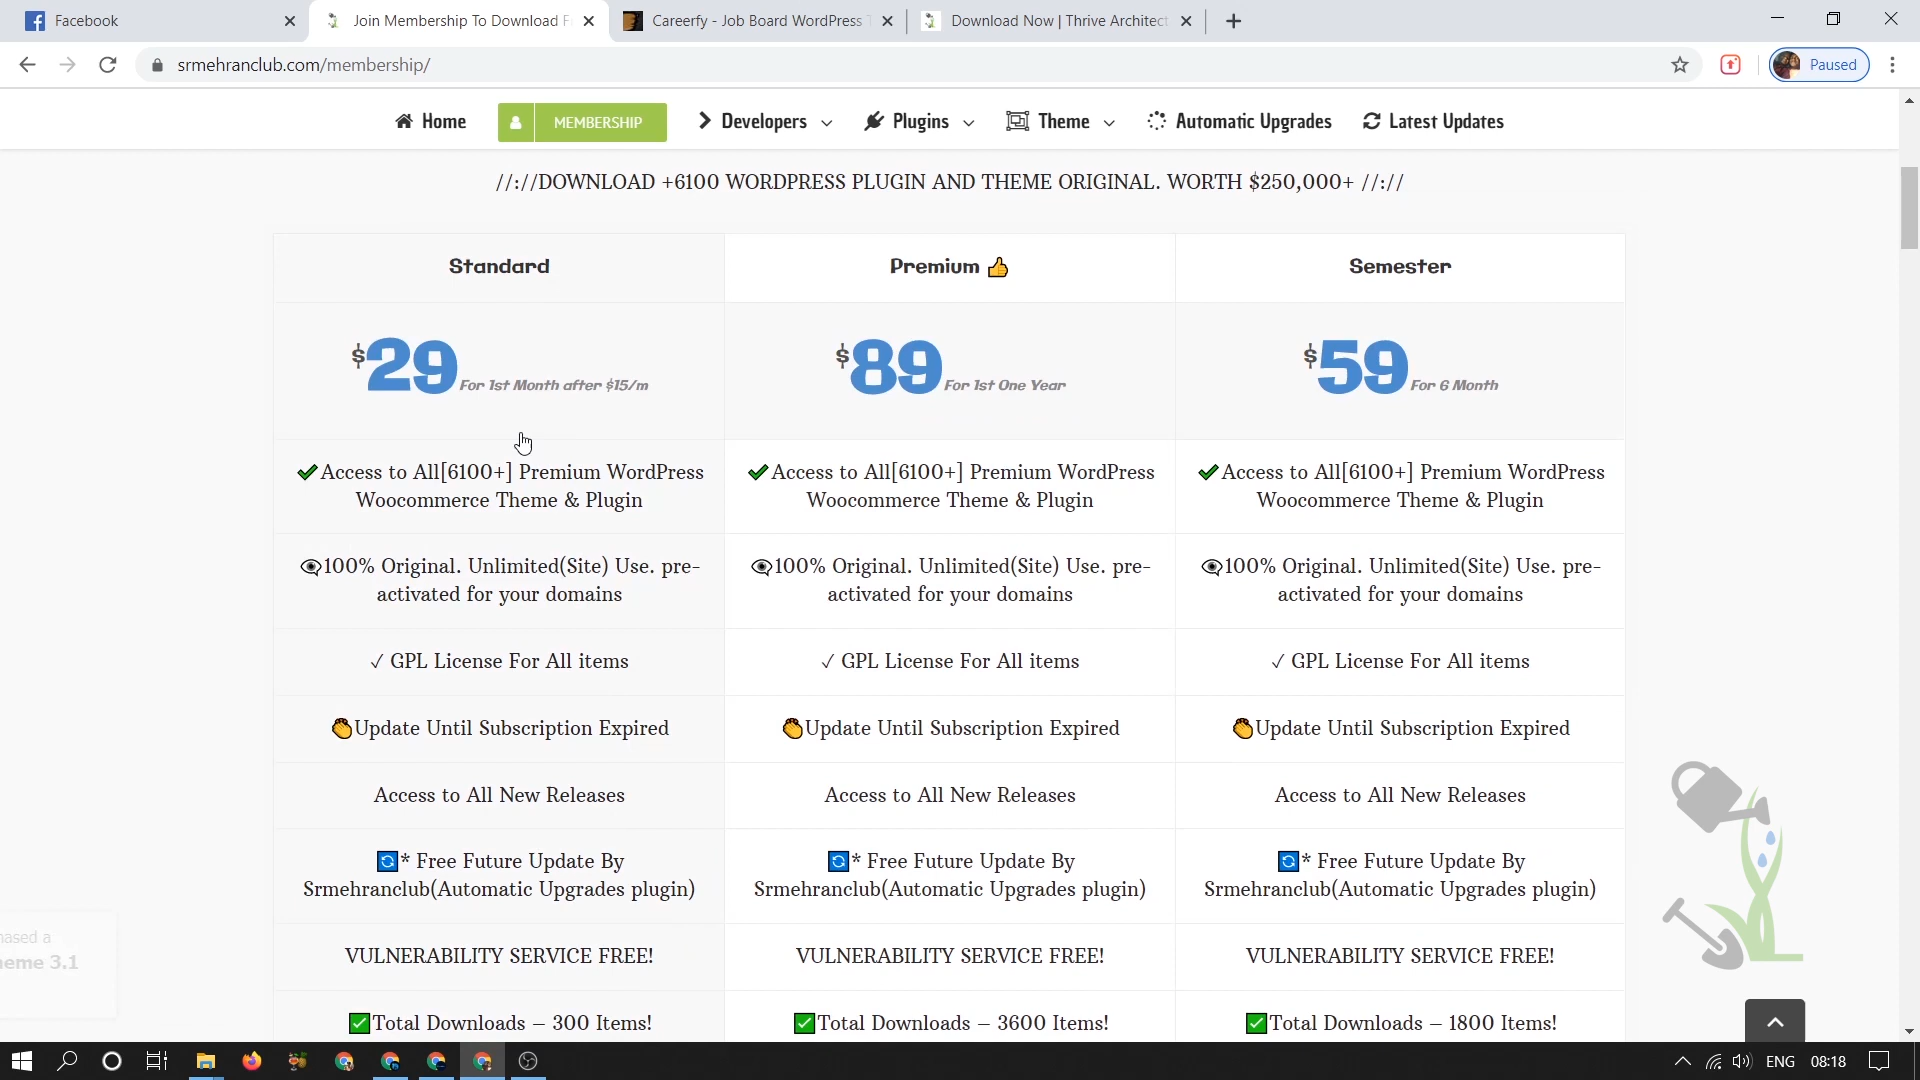 Facebook
Join Membership To Download F
Careerfy - Job Board WordPress T
Download Now | Thrive Architect
srmehranclub.com/membership/
Paused
Home
MEMBERSHIP
Developers
Plugins
Theme
Automatic Upgrades
Latest Updates
//://DOWNLOAD +6100 WORDPRESS PLUGIN AND THEME ORIGINAL. WORTH $250,000+ //://
Standard
Premium 👍
Semester
$29 For 1st Month after $15/m
$89 For 1st One Year
$59 For 6 Month
✔Access to All[6100+] Premium WordPress
Woocommerce Theme & Plugin
✔Access to All[6100+] Premium WordPress
Woocommerce Theme & Plugin
✔Access to All[6100+] Premium WordPress
Woocommerce Theme & Plugin
👁‍🗨100% Original. Unlimited(Site) Use. pre-
activated for your domains
👁‍🗨100% Original. Unlimited(Site) Use. pre-
activated for your domains
👁‍🗨100% Original. Unlimited(Site) Use. pre-
activated for your domains
✓ GPL License For All items
✓ GPL License For All items
✓ GPL License For All items
👏Update Until Subscription Expired
👏Update Until Subscription Expired
👏Update Until Subscription Expired
Access to All New Releases
Access to All New Releases
Access to All New Releases
🔄* Free Future Update By
Srmehranclub(Automatic Upgrades plugin)
🔄* Free Future Update By
Srmehranclub(Automatic Upgrades plugin)
🔄* Free Future Update By
Srmehranclub(Automatic Upgrades plugin)
hased a
eme 3.1
VULNERABILITY SERVICE FREE!
VULNERABILITY SERVICE FREE!
VULNERABILITY SERVICE FREE!
✅Total Downloads – 300 Items!
✅Total Downloads – 3600 Items!
✅Total Downloads – 1800 Items!
ENG
08:18